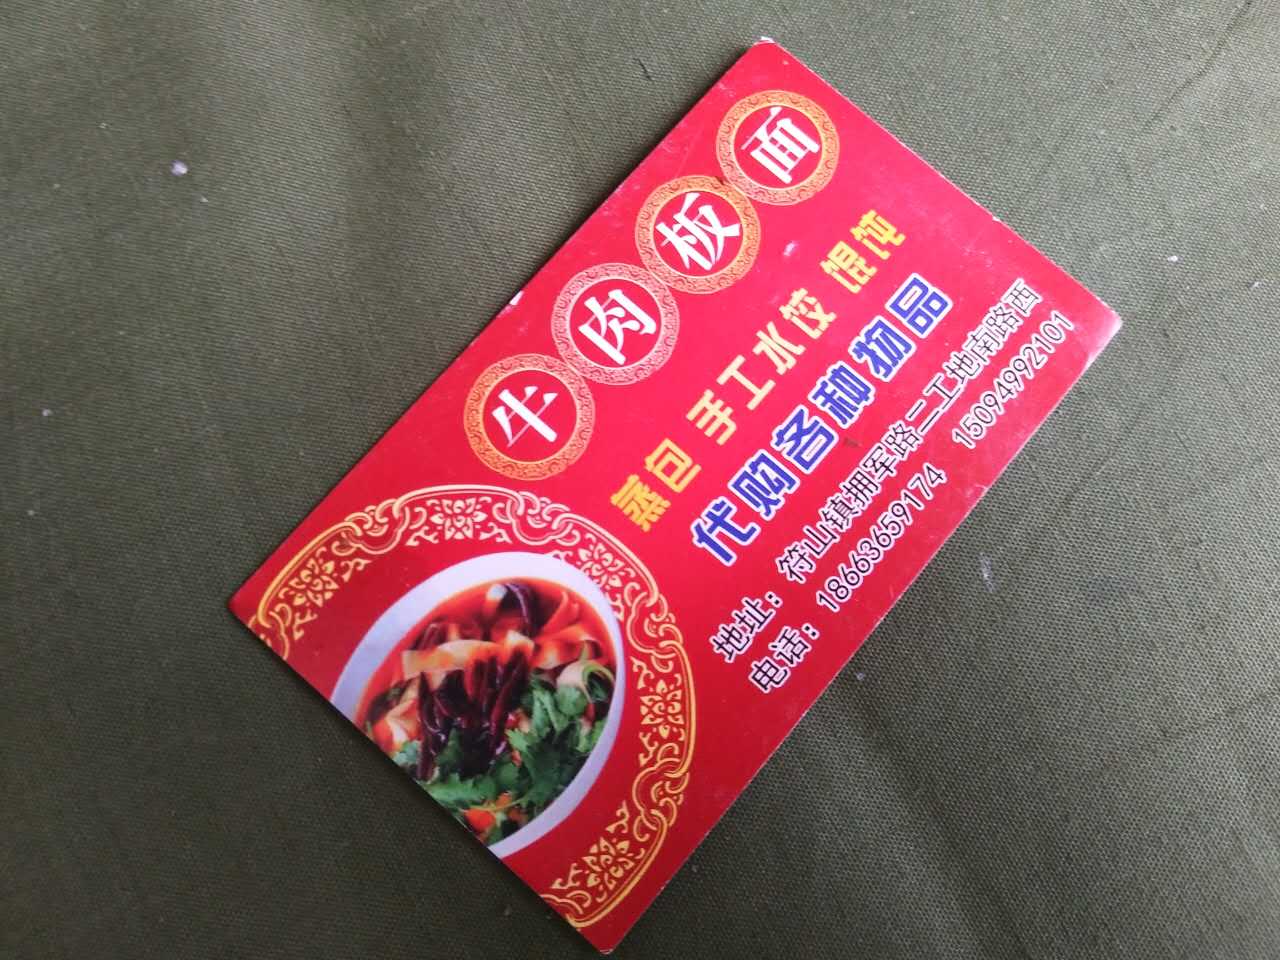 牛肉板面
蒸包 手工水饺 馄饨
代购各种物品
地址：符山镇拥军路二工地南路西
电话：18663659174 15094992101